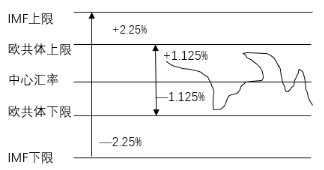 IMF上限
+2.25%
欧共体上限
+1.125%
中心汇率
—1.125%
欧共体下限
—2.25%
IMF下限